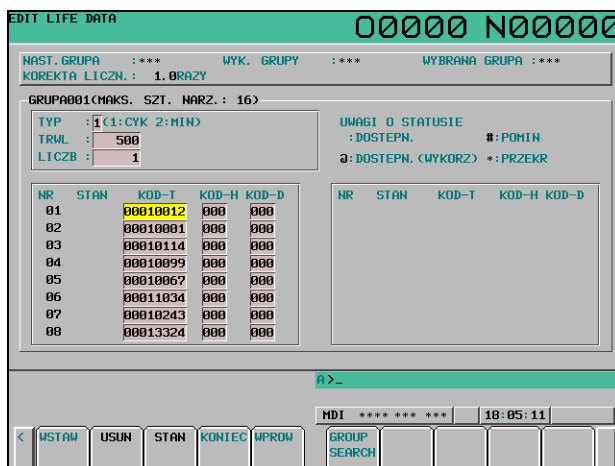 EDIT LIFE DATA O0000 N00000
NAST.GRUPA :*** WYK. GRUPY :*** WYBRANA GRUPA :***
KOREKTA LICZN.: 1.0RAZY
GRUPA001(MAKS. SZT. NARZ.: 16)
TYP :1(1:CYK 2:MIN)
TRWL : 500
LICZB : 1
UWAGI O STATUSIE
:DOSTEPN. #:POMIN
@:DOSTEPN.(WYKORZ) *:PRZEKR
NR STAN KOD-T KOD-H KOD-D
01 00010012 000 000
02 00010001 000 000
03 00010114 000 000
04 00010099 000 000
05 00010067 000 000
06 00011034 000 000
07 00010243 000 000
08 00013324 000 000
NR STAN KOD-T KOD-H KOD-D
A>_
MDI **** *** *** 18:05:11
< WSTAW USUN STAN KONIEC WPROW GROUP
SEARCH